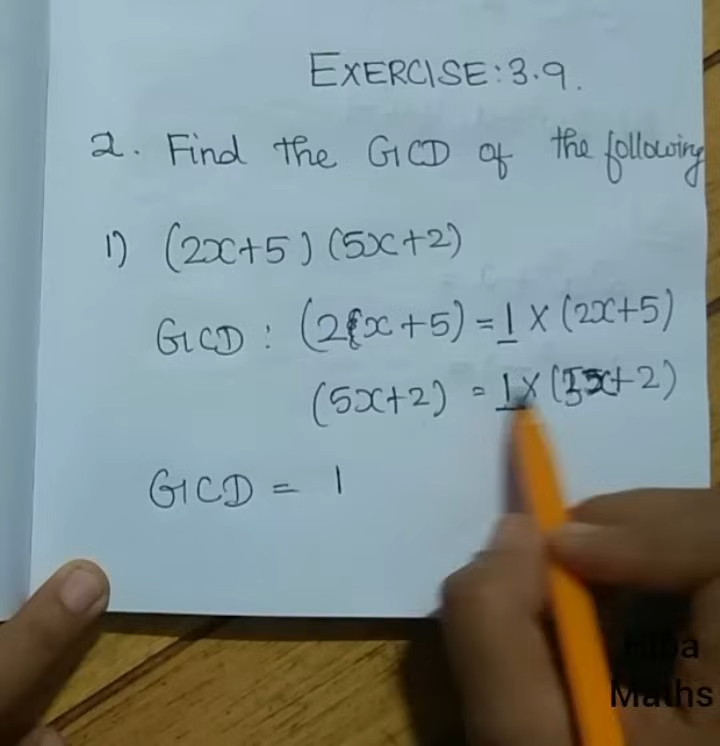 EXERCISE: 3.9.
2. Find the GCD of the following
1) (2x+5) (5x+2)
GCD : (2x+5) = 1 × (2x+5)
(5x+2) = 1 × (5x+2)
GCD = 1
Maths